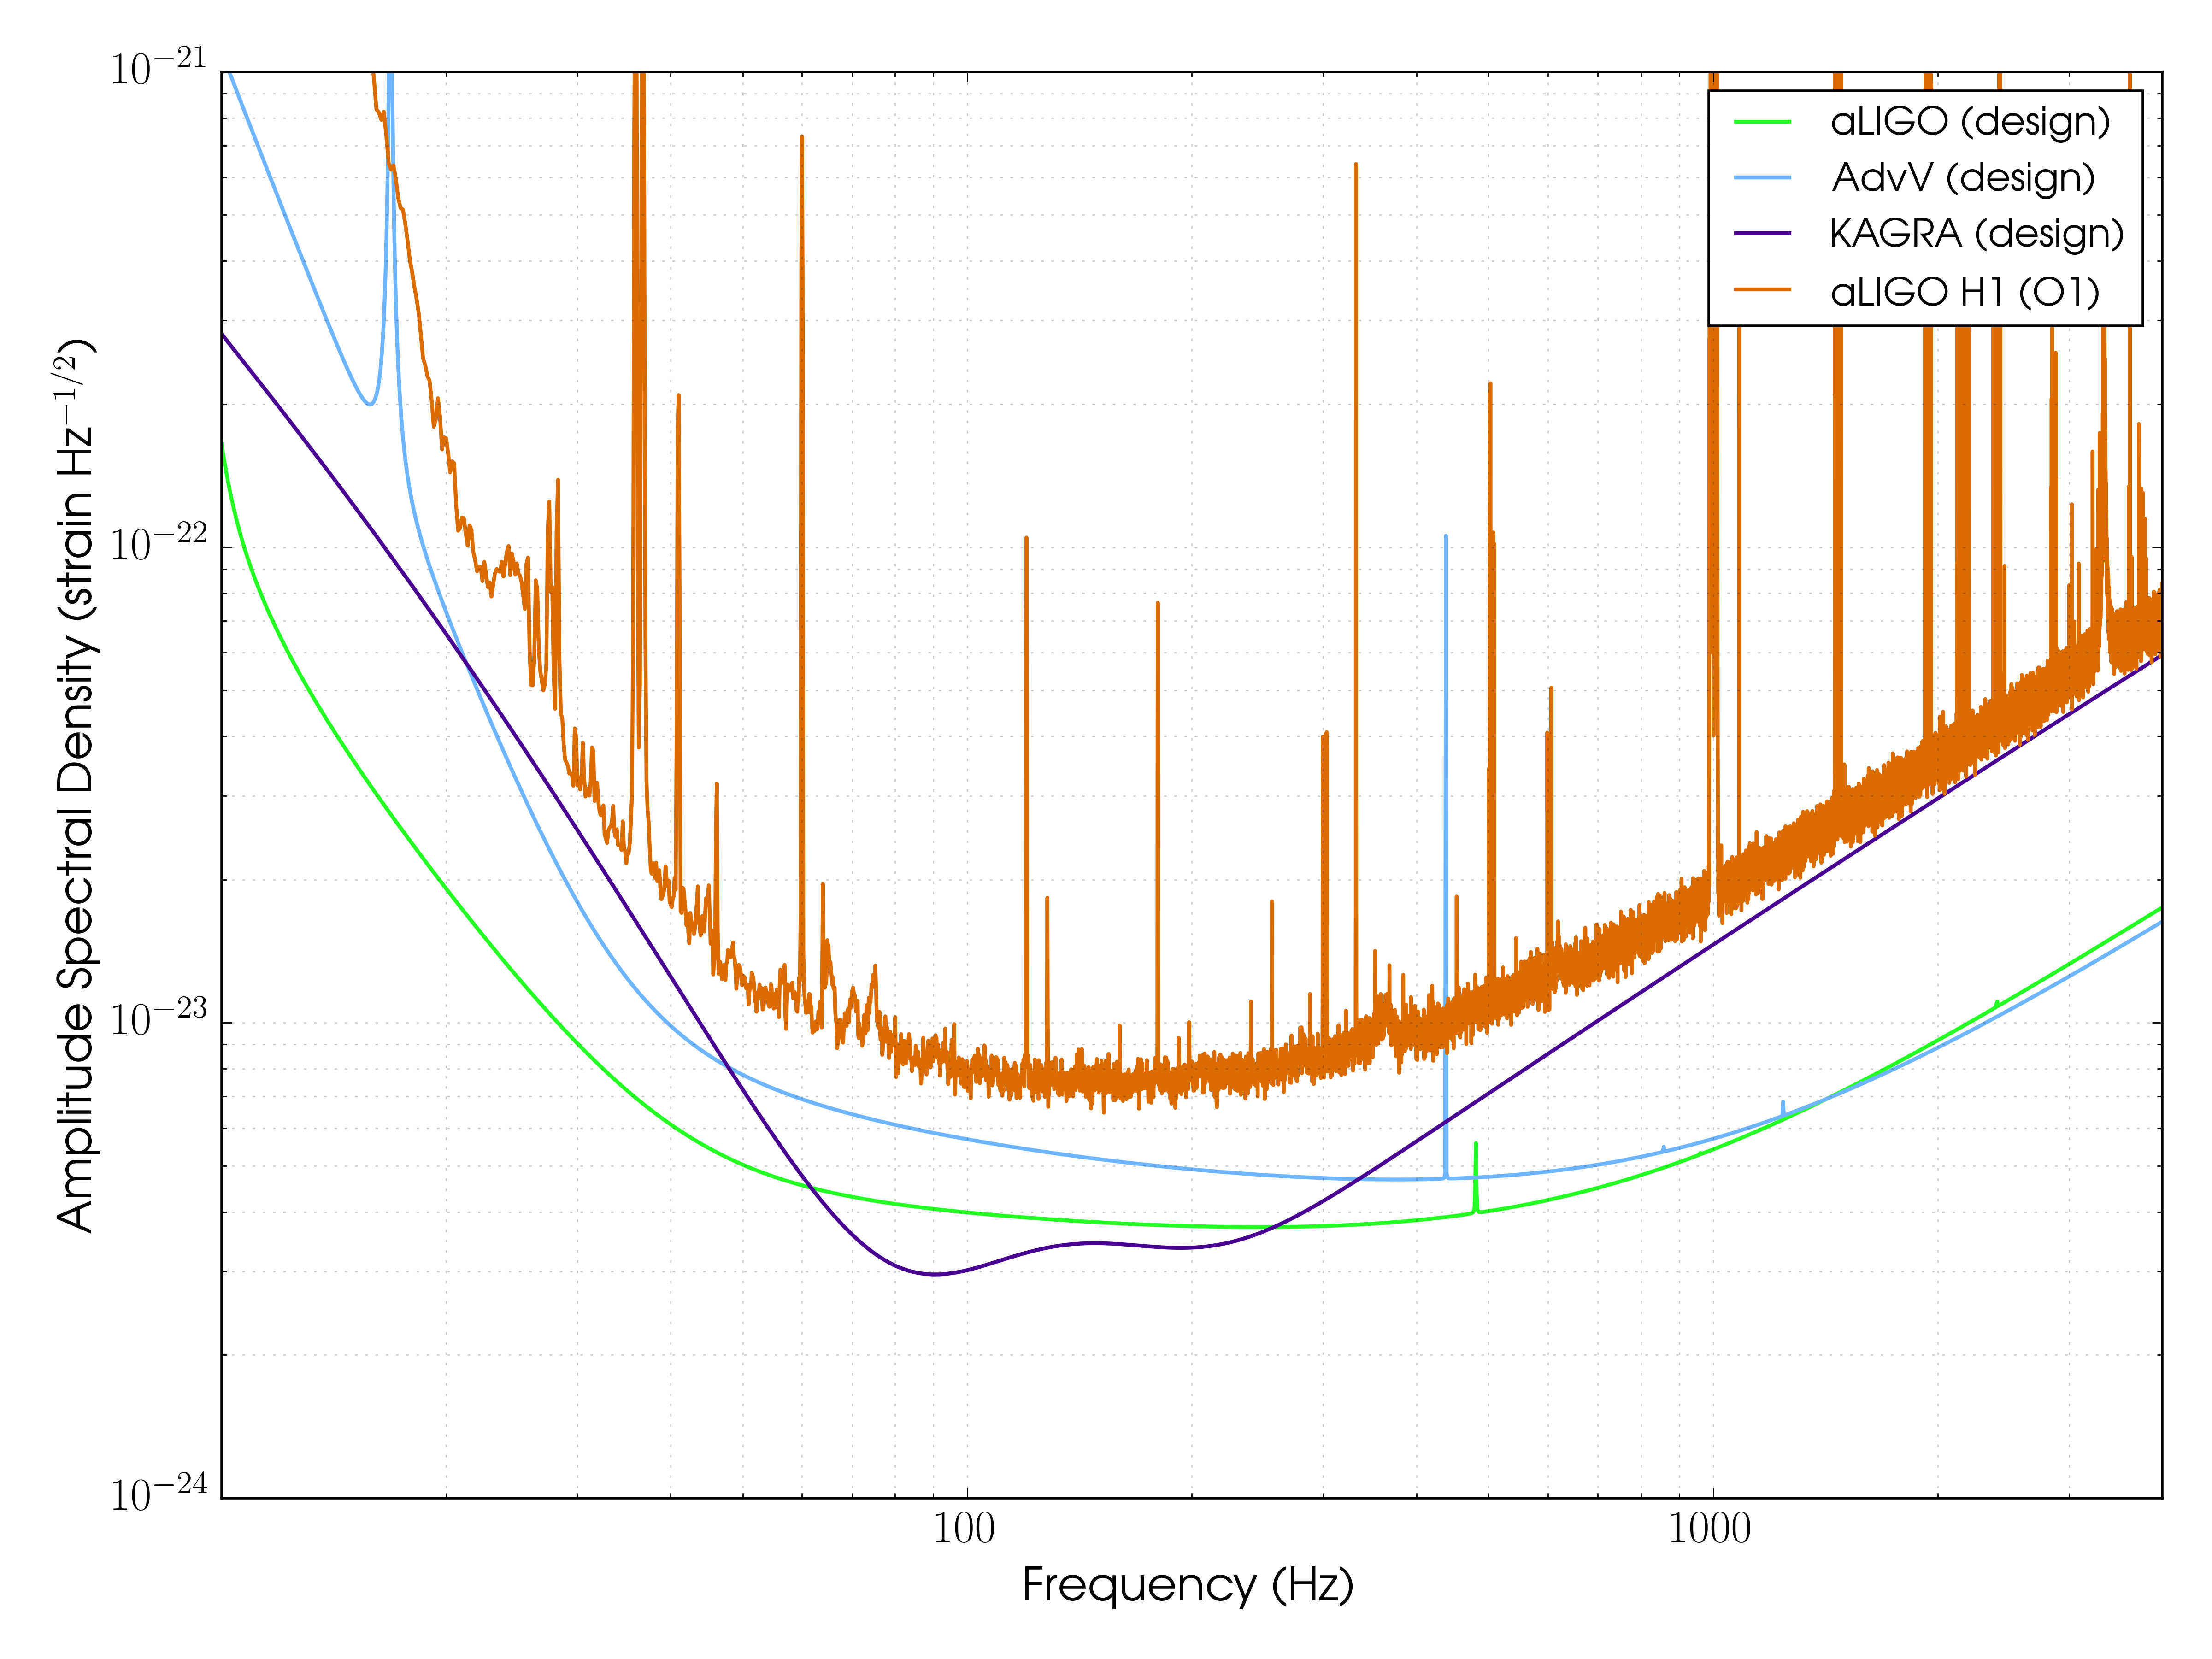 10⁻²¹
10⁻²²
10⁻²³
10⁻²⁴
Amplitude Spectral Density (strain Hz⁻¹/²)
aLIGO (design)
AdvV (design)
KAGRA (design)
aLIGO H1 (O1)
100
1000
Frequency (Hz)